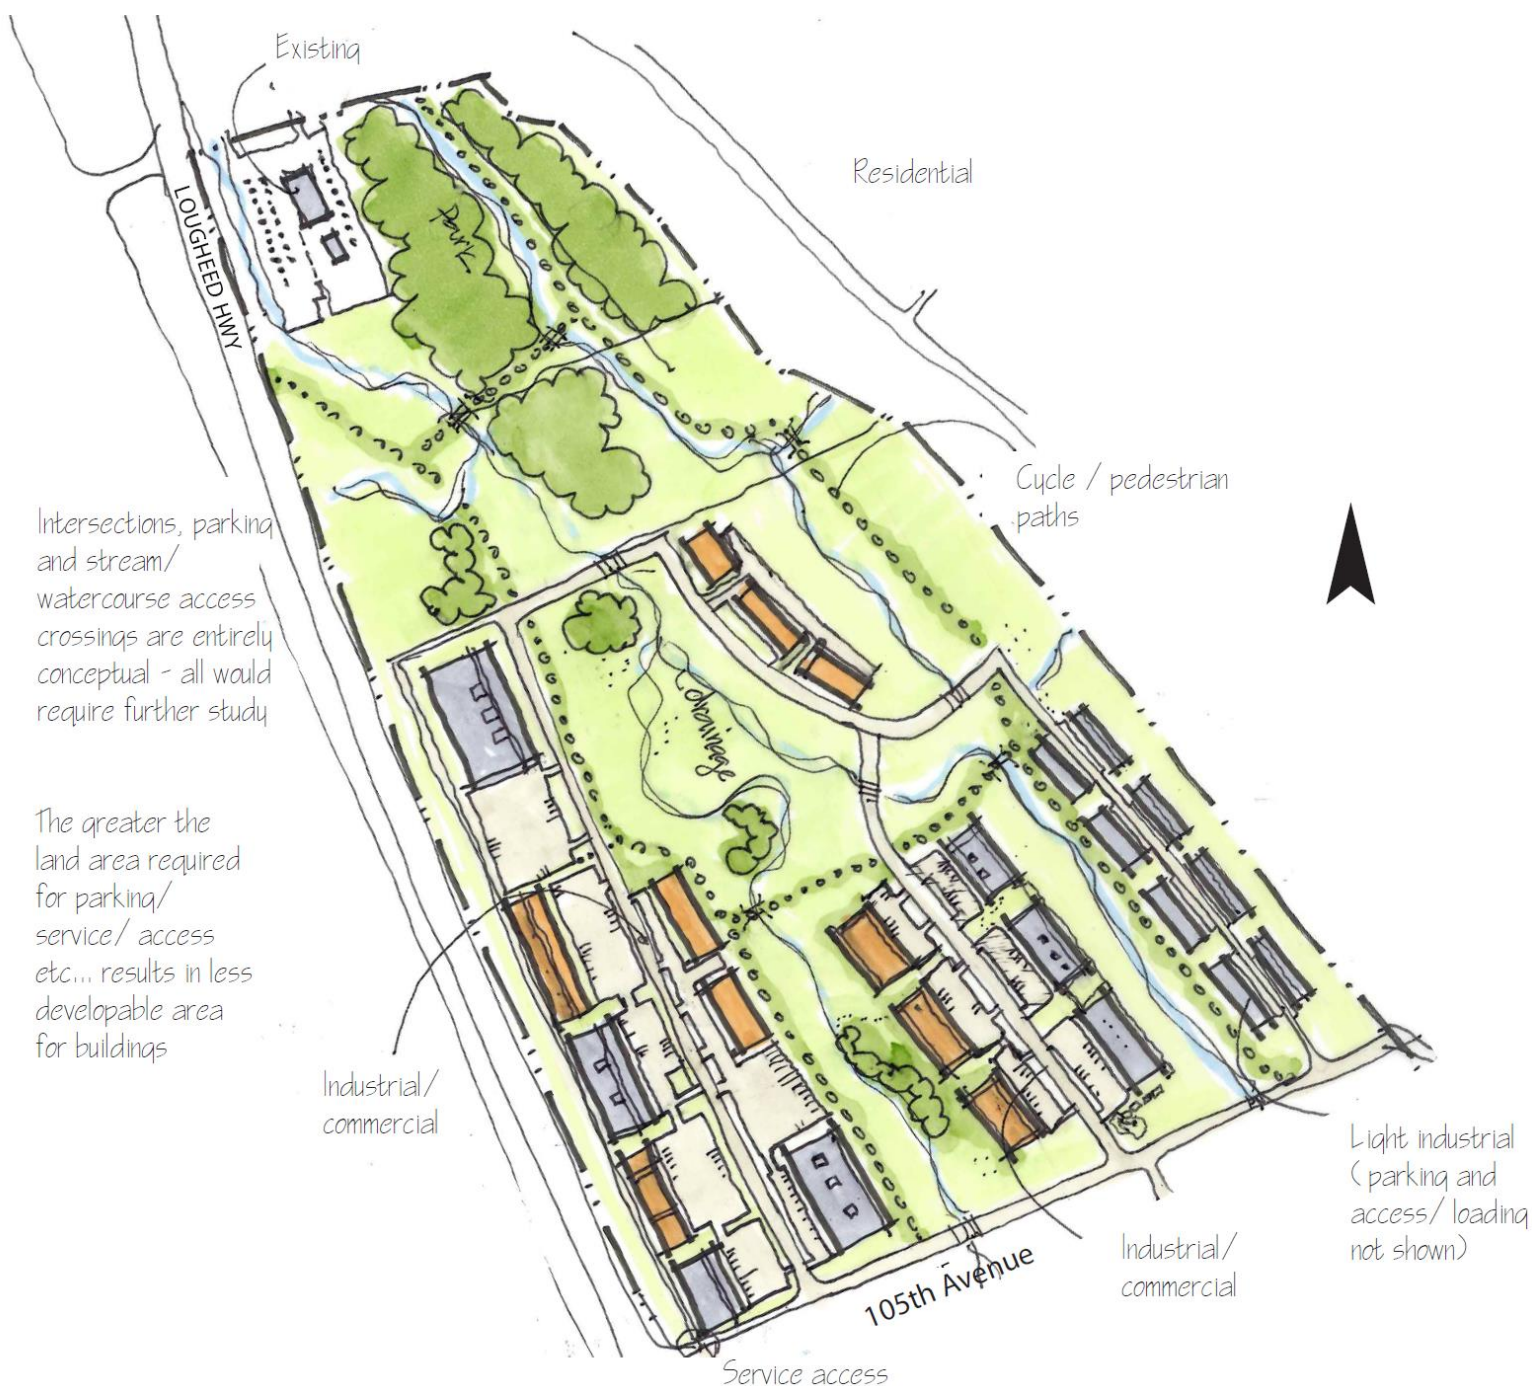 Existing
Residential
LOUGHEED HWY
Park
Cycle / pedestrian
paths
Intersections, parking
and stream/
watercourse access
crossings are entirely
conceptual - all would
require further study
drainage
The greater the
land area required
for parking/
service/ access
etc... results in less
developable area
for buildings
Industrial/
commercial
Light industrial
( parking and
access/ loading
not shown)
Industrial/
commercial
105th Avenue
Service access